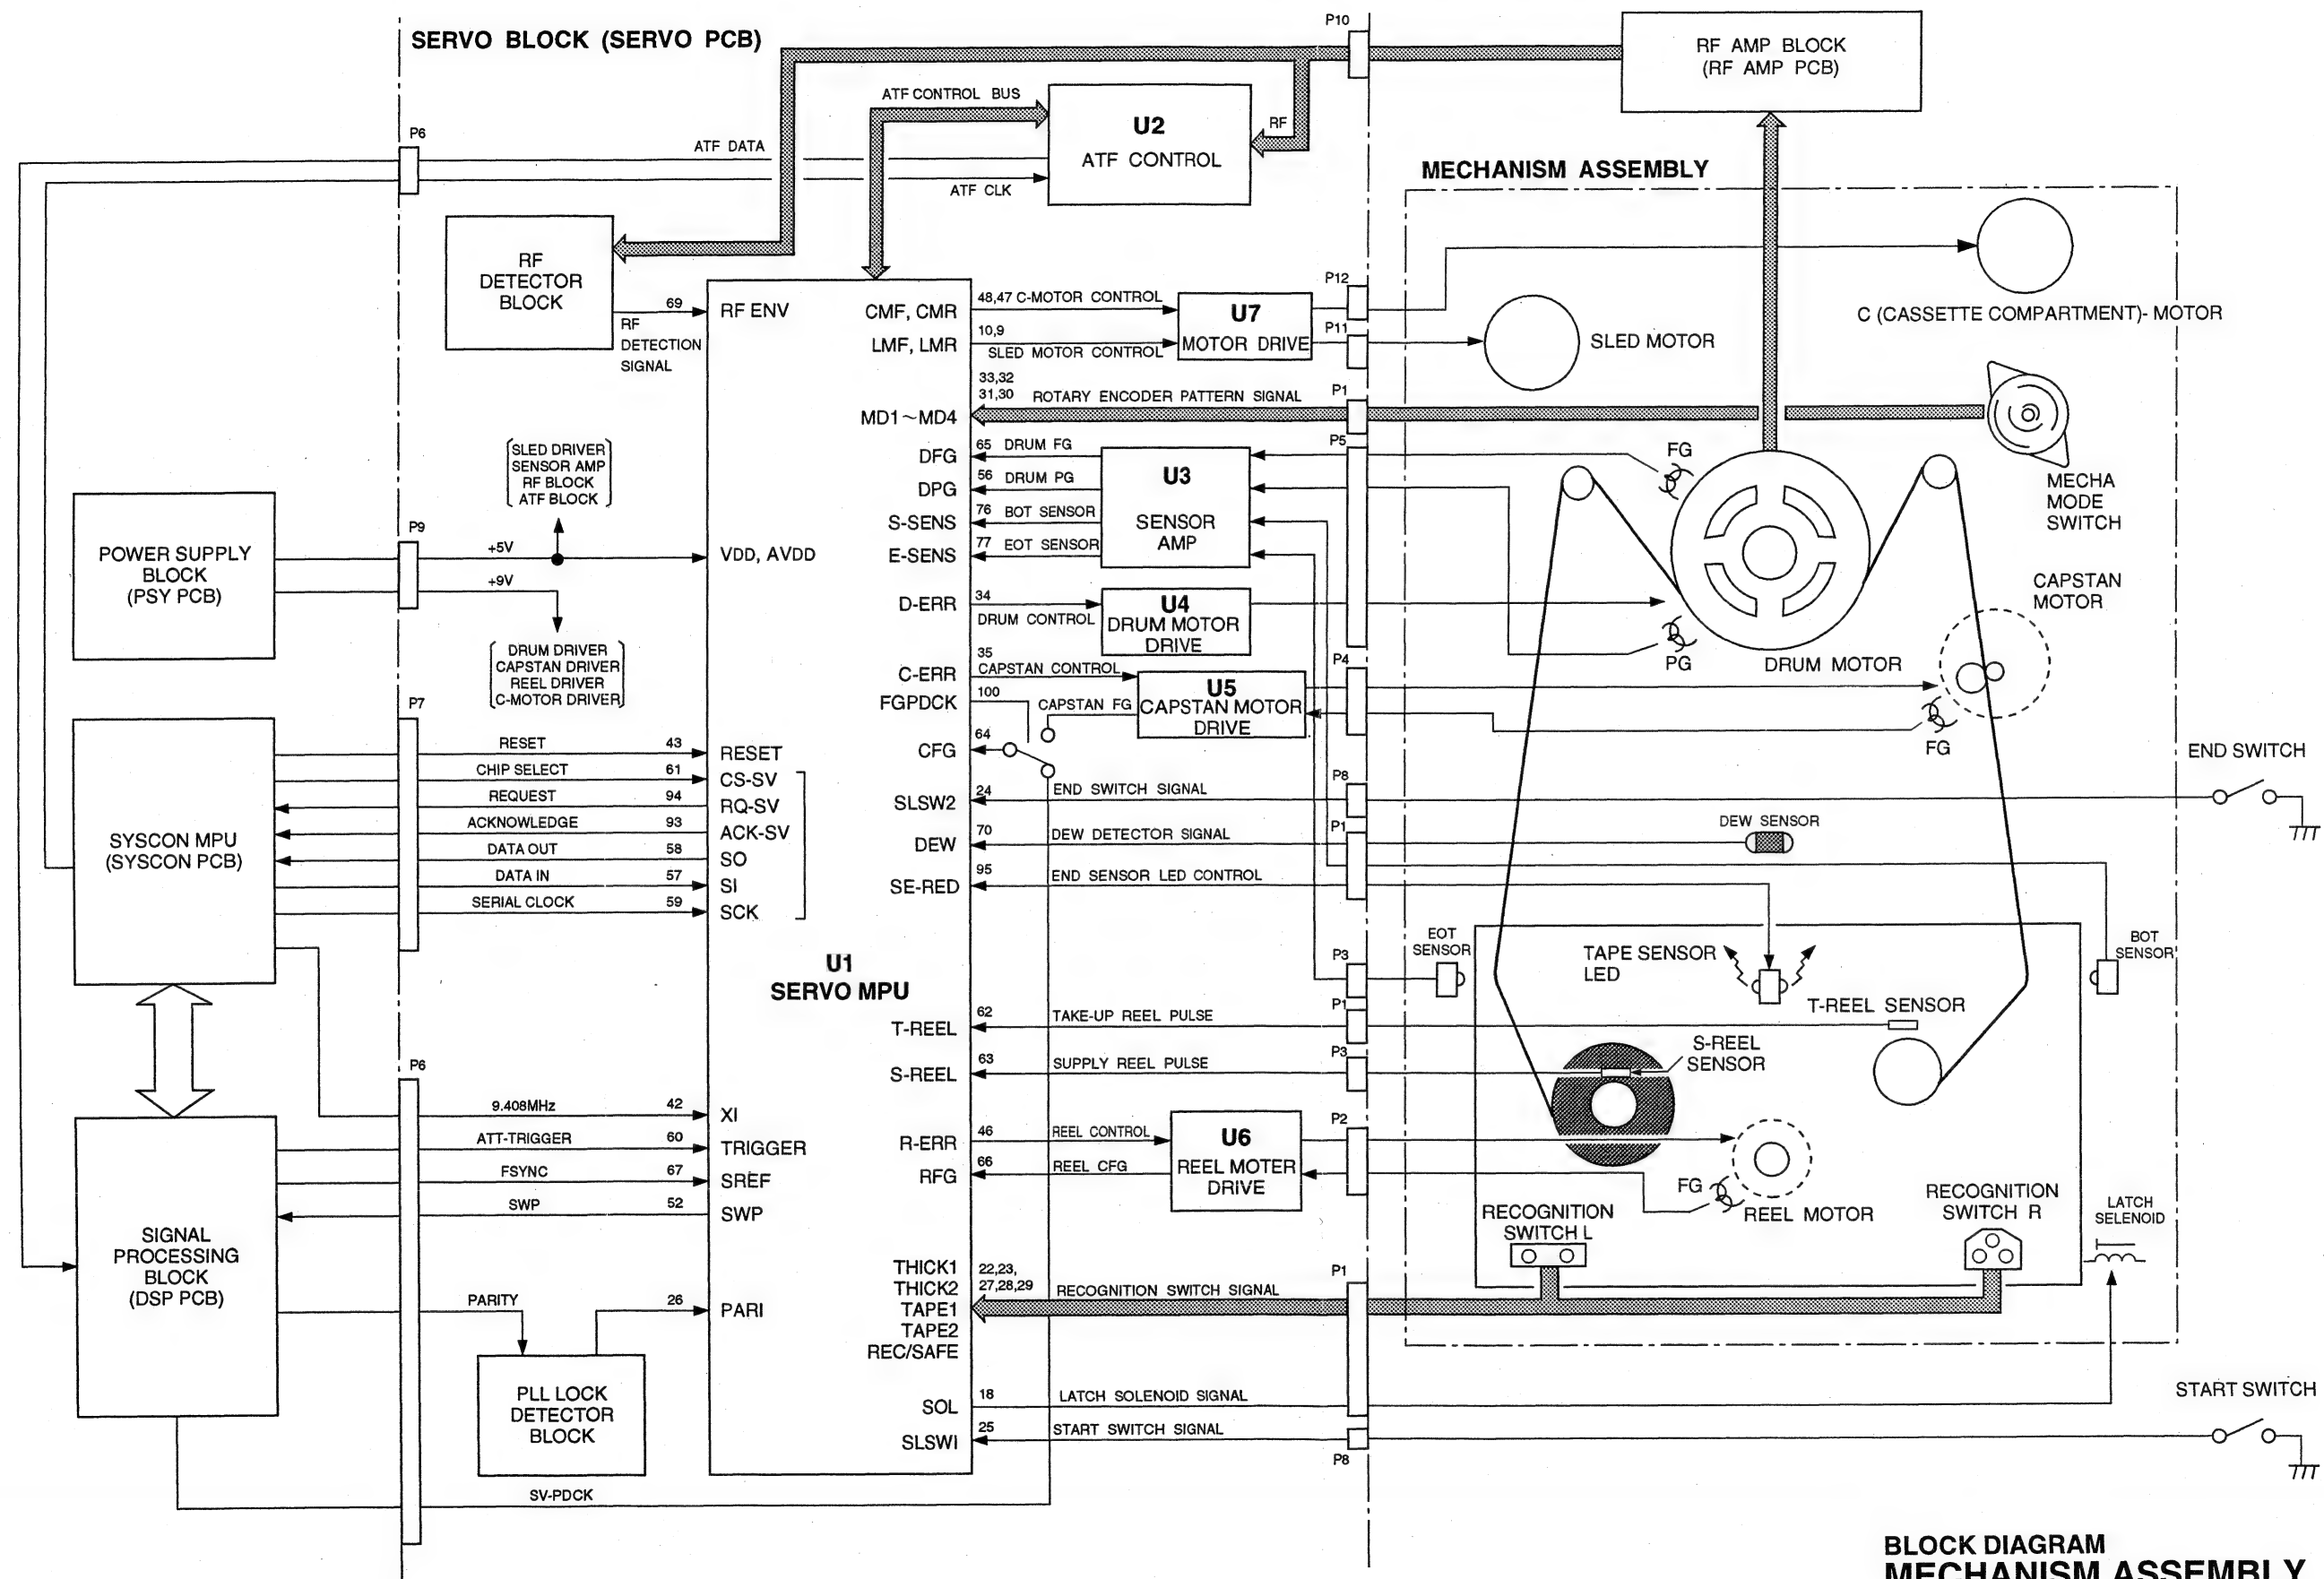 SERVO BLOCK (SERVO PCB)
P10
RF AMP BLOCK
(RF AMP PCB)
ATF CONTROL BUS
U2
ATF CONTROL
RF
P6
ATF DATA
ATF CLK
MECHANISM ASSEMBLY
RF
DETECTOR
BLOCK
69
RF
DETECTION
SIGNAL
RF ENV
CMF, CMR
48,47 C-MOTOR CONTROL
U7
MOTOR DRIVE
P12
C (CASSETTE COMPARTMENT)- MOTOR
LMF, LMR
10,9
SLED MOTOR CONTROL
P11
SLED MOTOR
33,32
31,30
ROTARY ENCODER PATTERN SIGNAL
P1
MD1~MD4
MECHA
MODE
SWITCH
P5
DFG
65 DRUM FG
DPG
56 DRUM PG
S-SENS
76 BOT SENSOR
E-SENS
77 EOT SENSOR
U3
SENSOR
AMP
FG
PG
DRUM MOTOR
CAPSTAN
MOTOR
SLED DRIVER
SENSOR AMP
RF BLOCK
ATF BLOCK
POWER SUPPLY
BLOCK
(PSY PCB)
P9
+5V
+9V
VDD, AVDD
DRUM DRIVER
CAPSTAN DRIVER
REEL DRIVER
C-MOTOR DRIVER
D-ERR
34
DRUM CONTROL
U4
DRUM MOTOR
DRIVE
C-ERR
35
CAPSTAN CONTROL
FGPDCK
100
CAPSTAN FG
U5
CAPSTAN MOTOR
DRIVE
P4
FG
CFG
64
P7
SYSCON MPU
(SYSCON PCB)
RESET
43
RESET
CHIP SELECT
61
CS-SV
REQUEST
94
RQ-SV
ACKNOWLEDGE
93
ACK-SV
DATA OUT
58
SO
DATA IN
57
SI
SERIAL CLOCK
59
SCK
SLSW2
24
END SWITCH SIGNAL
P8
END SWITCH
DEW
70
DEW DETECTOR SIGNAL
P1
DEW SENSOR
SE-RED
95
END SENSOR LED CONTROL
U1
SERVO MPU
P3
EOT
SENSOR
TAPE SENSOR
LED
BOT
SENSOR
T-REEL
62
TAKE-UP REEL PULSE
P1
T-REEL SENSOR
S-REEL
63
SUPPLY REEL PULSE
P3
S-REEL
SENSOR
P6
9.408MHz
42
XI
ATT-TRIGGER
60
TRIGGER
FSYNC
67
SREF
SWP
52
SWP
SIGNAL
PROCESSING
BLOCK
(DSP PCB)
R-ERR
46
REEL CONTROL
RFG
66
REEL CFG
U6
REEL MOTER
DRIVE
P2
FG
REEL MOTOR
RECOGNITION
SWITCH L
RECOGNITION
SWITCH R
LATCH
SELENOID
PARITY
26
PARI
PLL LOCK
DETECTOR
BLOCK
THICK1
THICK2
TAPE1
TAPE2
REC/SAFE
22,23,
27,28,29
RECOGNITION SWITCH SIGNAL
P1
SOL
18
LATCH SOLENOID SIGNAL
SLSWI
25
START SWITCH SIGNAL
P8
START SWITCH
SV-PDCK
BLOCK DIAGRAM
MECHANISM ASSEMBLY